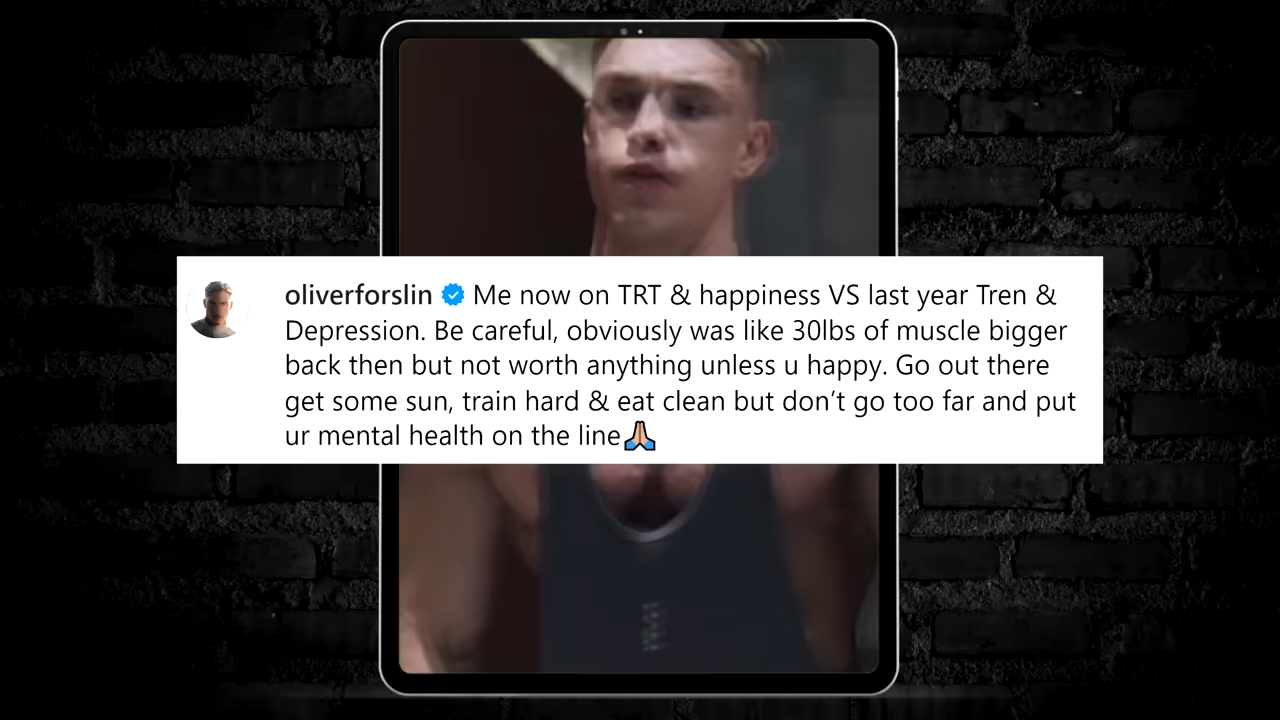 oliverforslin Me now on TRT & happiness VS last year Tren &
Depression. Be careful, obviously was like 30lbs of muscle bigger
back then but not worth anything unless u happy. Go out there
get some sun, train hard & eat clean but don’t go too far and put
ur mental health on the line🙏